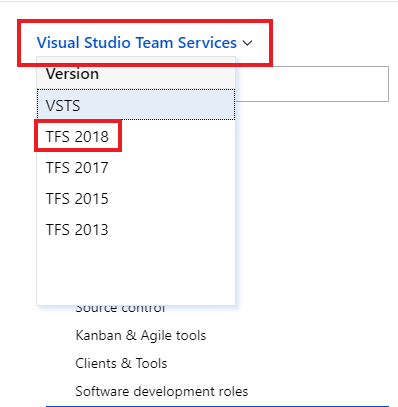 Visual Studio Team Services
Version
VSTS
TFS 2018
TFS 2017
TFS 2015
TFS 2013
Source control
Kanban & Agile tools
Clients & Tools
Software development roles